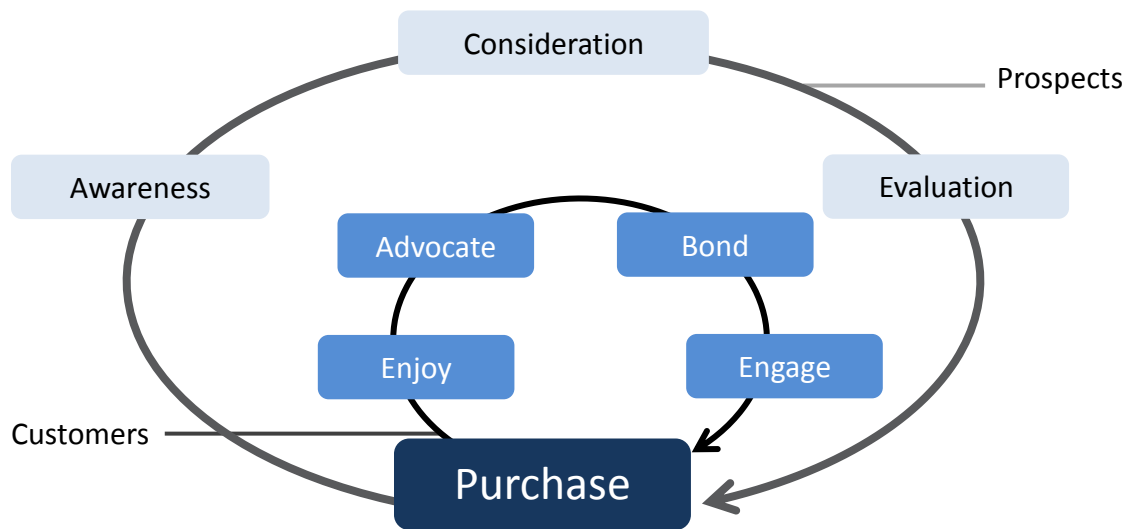 Consideration
Prospects
Awareness
Evaluation
Advocate
Bond
Enjoy
Engage
Customers
Purchase